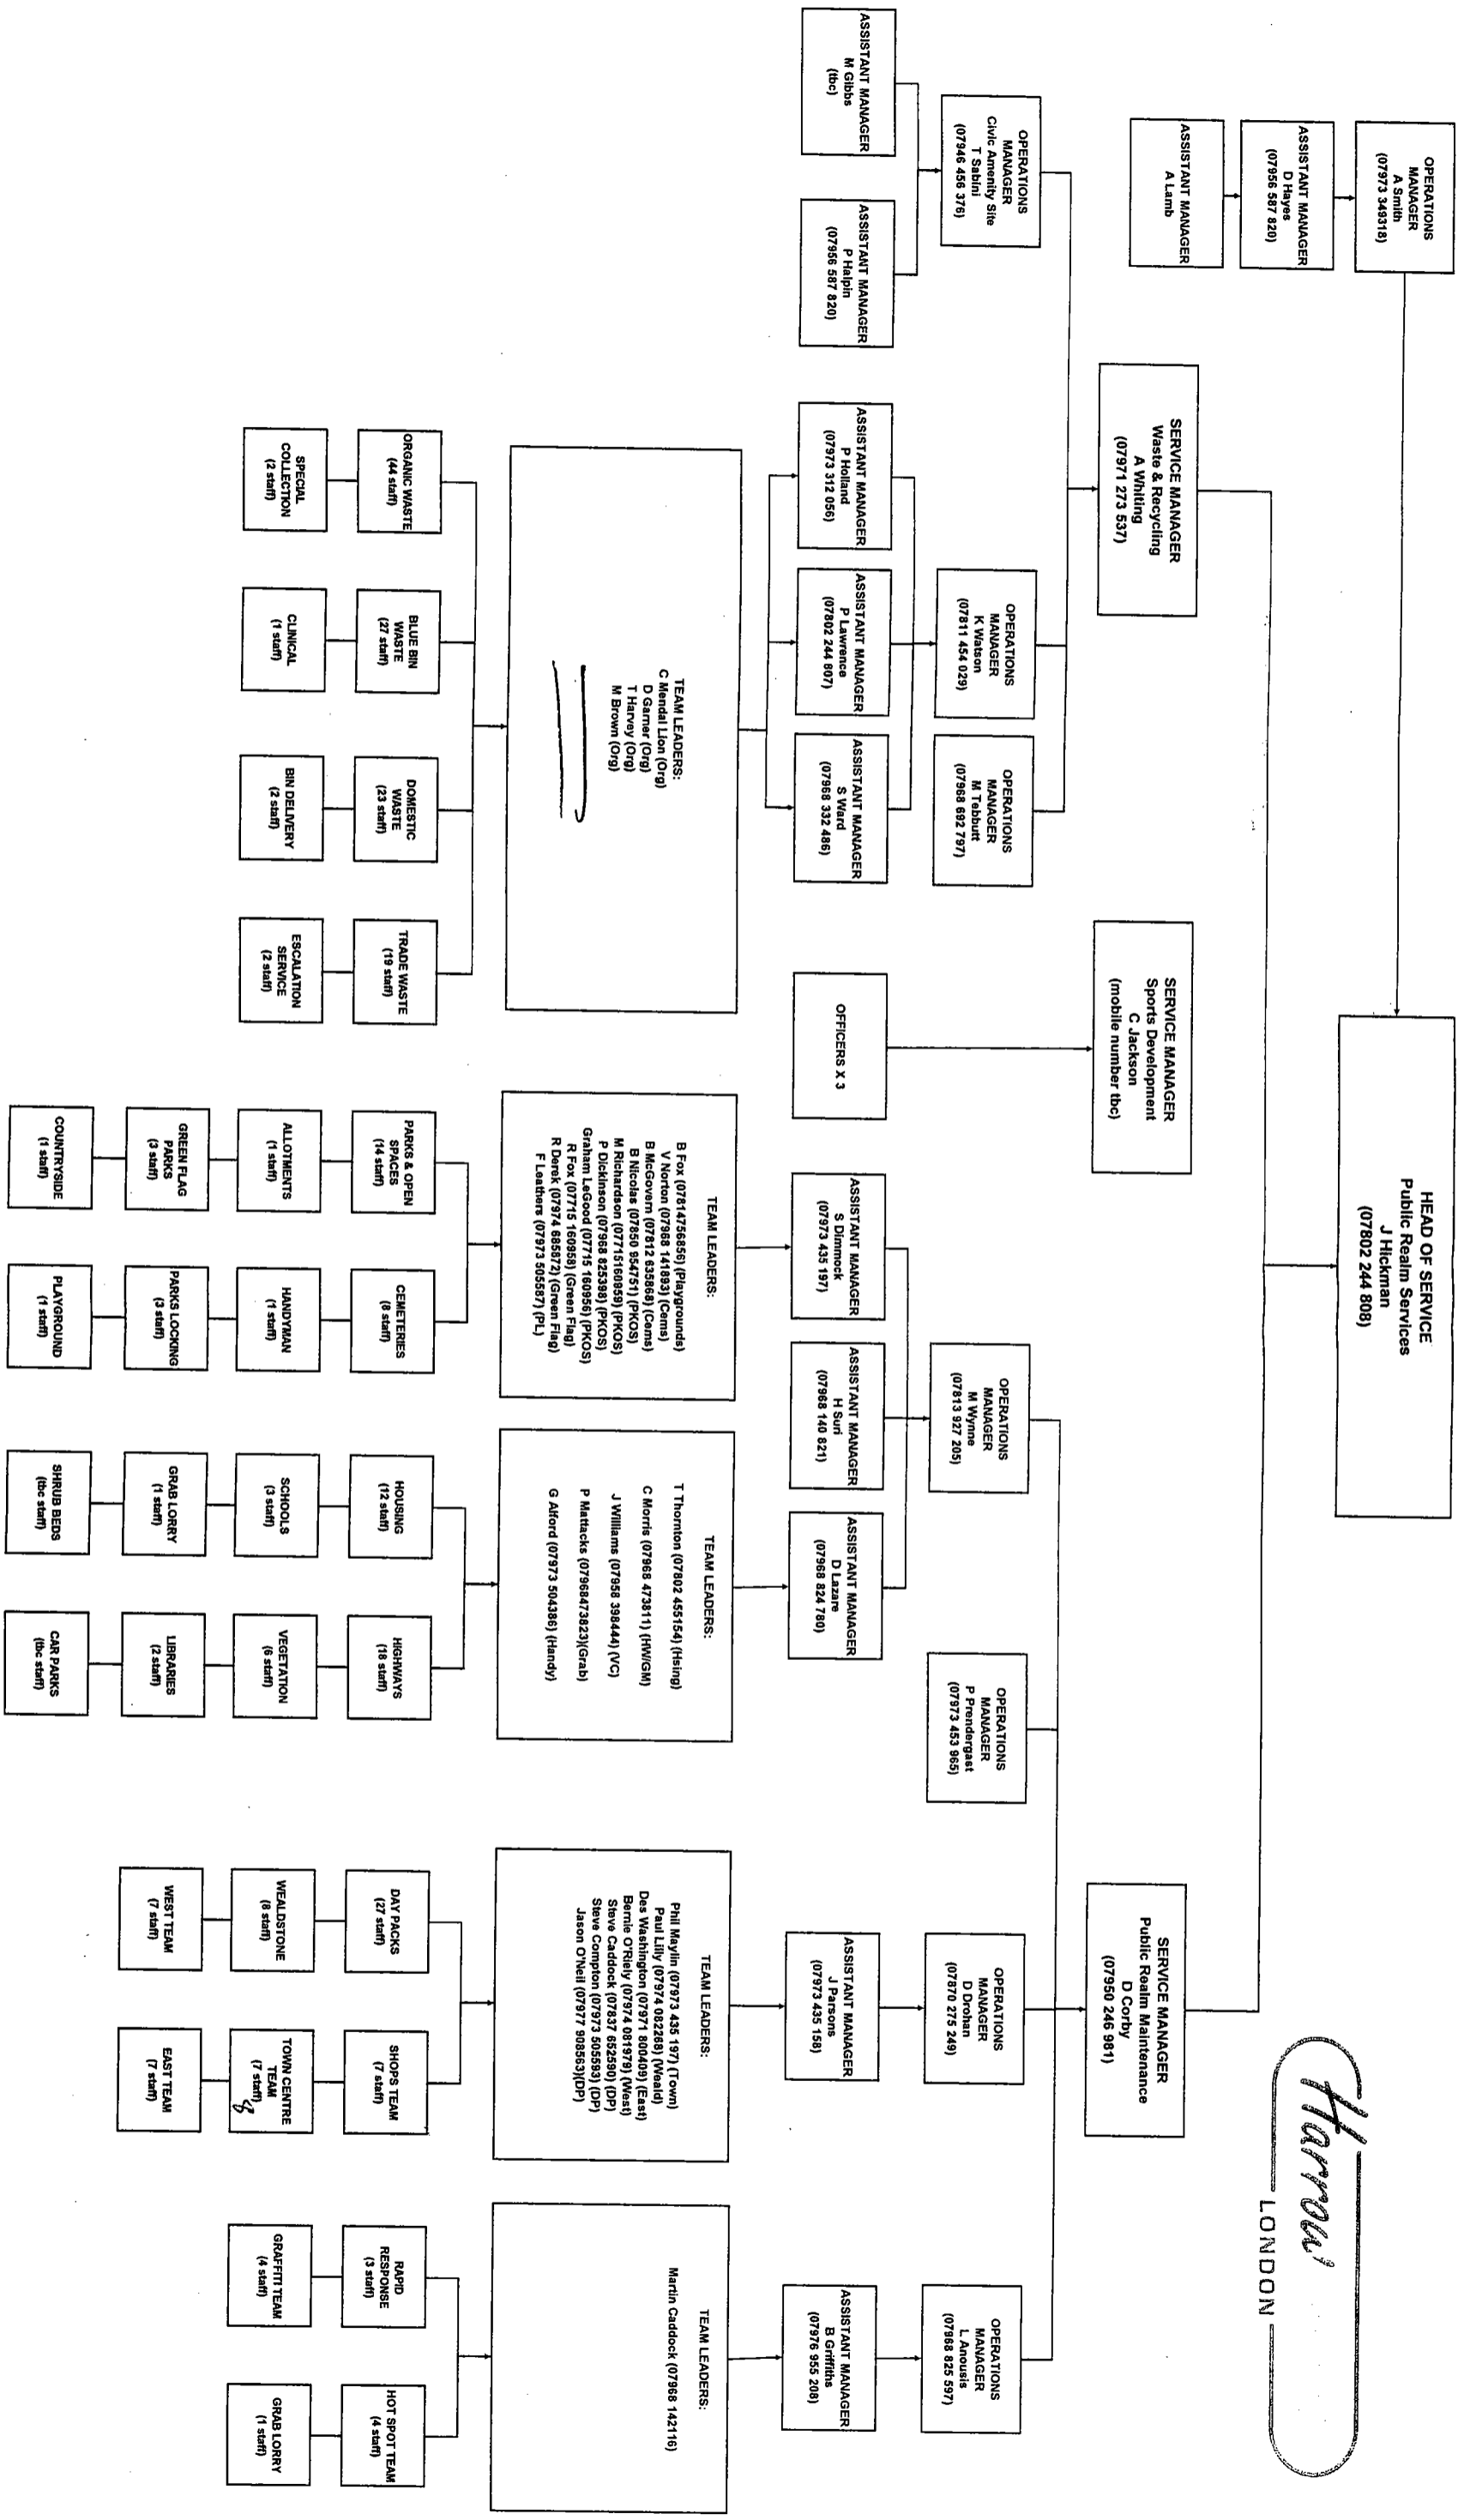 Harrow
LONDON
HEAD OF SERVICE
Public Realm Services
J Hickman
(07802 244 808)
OPERATIONS
MANAGER
A Smith
(07973 349318)
ASSISTANT MANAGER
D Hayes
(07956 587 820)
ASSISTANT MANAGER
A Lamb
SERVICE MANAGER
Waste & Recycling
A Whiting
(07971 273 537)
SERVICE MANAGER
Sports Development
C Jackson
(mobile number tbc)
SERVICE MANAGER
Public Realm Maintenance
D Corby
(07950 246 981)
OPERATIONS
MANAGER
Civic Amenity Site
T Sabini
(07946 456 376)
OPERATIONS
MANAGER
K Watson
(07811 454 029)
OPERATIONS
MANAGER
M Tebbutt
(07968 692 797)
OPERATIONS
MANAGER
M Wynne
(07813 927 205)
OPERATIONS
MANAGER
P Prendergast
(07973 453 965)
OPERATIONS
MANAGER
D Drohan
(07870 275 249)
OPERATIONS
MANAGER
L Anousis
(07968 825 597)
ASSISTANT MANAGER
M Gibbs
(tbc)
ASSISTANT MANAGER
P Halpin
(07956 587 820)
ASSISTANT MANAGER
P Holland
(07973 312 056)
ASSISTANT MANAGER
P Lawrence
(07802 244 807)
ASSISTANT MANAGER
S Ward
(07968 332 486)
OFFICERS X 3
ASSISTANT MANAGER
S Dimmock
(07973 435 197)
ASSISTANT MANAGER
H Suri
(07968 140 821)
ASSISTANT MANAGER
D Lazare
(07968 824 780)
ASSISTANT MANAGER
J Parsons
(07973 435 158)
ASSISTANT MANAGER
B Griffiths
(07976 955 208)
TEAM LEADERS:
C Mendal Lion (Org)
D Garner (Org)
T Harvey (Org)
M Brown (Org)
TEAM LEADERS:
B Fox (07814756856) (Playgrounds)
V Norton (07968 141893) (Cems)
B McGovern (07812 635868) (Cems)
B Nicolas (07850 954751) (PKOS)
M Richardson (07715160959) (PKOS)
P Dickinson (07968 825398) (PKOS)
Graham LeGood (07715 160956) (PKOS)
R Fox (07715 160958) (Green Flag)
R Derek (07974 685872) (Green Flag)
F Leathers (07973 505587) (PL)
TEAM LEADERS:
T Thornton (07802 455154) (Hsing)
C Morris (07968 473811) (HW/GM)
J Williams (07958 398444) (VC)
P Mattacks (07968473823)(Grab)
G Afford (07973 504386) (Handy)
TEAM LEADERS:
Phil Maylin (07973 435 197) (Town)
Paul Lilly (07974 082268) (Weald)
Des Washington (07971 800409) (East)
Bernie O'Riely (07974 081979) (West)
Steve Caddock (07837 652590) (DP)
Steve Compton (07973 505593) (DP)
Jason O'Neil (07977 908563)(DP)
TEAM LEADERS:
Martin Caddock (07968 142116)
ORGANIC WASTE
(44 staff)
BLUE BIN
WASTE
(27 staff)
DOMESTIC
WASTE
(23 staff)
TRADE WASTE
(19 staff)
SPECIAL
COLLECTION
(2 staff)
CLINICAL
(1 staff)
BIN DELIVERY
(2 staff)
ESCALATION
SERVICE
(2 staff)
PARKS & OPEN
SPACES
(14 staff)
CEMETERIES
(8 staff)
ALLOTMENTS
(1 staff)
HANDYMAN
(1 staff)
GREEN FLAG
PARKS
(3 staff)
PARKS LOCKING
(3 staff)
COUNTRYSIDE
(1 staff)
PLAYGROUND
(1 staff)
HOUSING
(12 staff)
HIGHWAYS
(18 staff)
SCHOOLS
(3 staff)
VEGETATION
(6 staff)
GRAB LORRY
(1 staff)
LIBRARIES
(2 staff)
SHRUB BEDS
(tbc staff)
CAR PARKS
(tbc staff)
DAY PACKS
(27 staff)
SHOPS TEAM
(7 staff)
WEALDSTONE
(8 staff)
TOWN CENTRE
TEAM
(7 staff) 8
WEST TEAM
(7 staff)
EAST TEAM
(7 staff)
RAPID
RESPONSE
(3 staff)
HOT SPOT TEAM
(4 staff)
GRAFFITI TEAM
(4 staff)
GRAB LORRY
(1 staff)